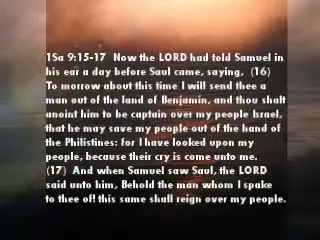 1Sa 9:15-17  Now the LORD had told Samuel in
his ear a day before Saul came, saying,  (16)
To morrow about this time I will send thee a
man out of the land of Benjamin, and thou shalt
anoint him to be captain over my people Israel,
that he may save my people out of the hand of
the Philistines: for I have looked upon my
people, because their cry is come unto me.
(17)  And when Samuel saw Saul, the LORD
said unto him, Behold the man whom I spake
to thee of! this same shall reign over my people.